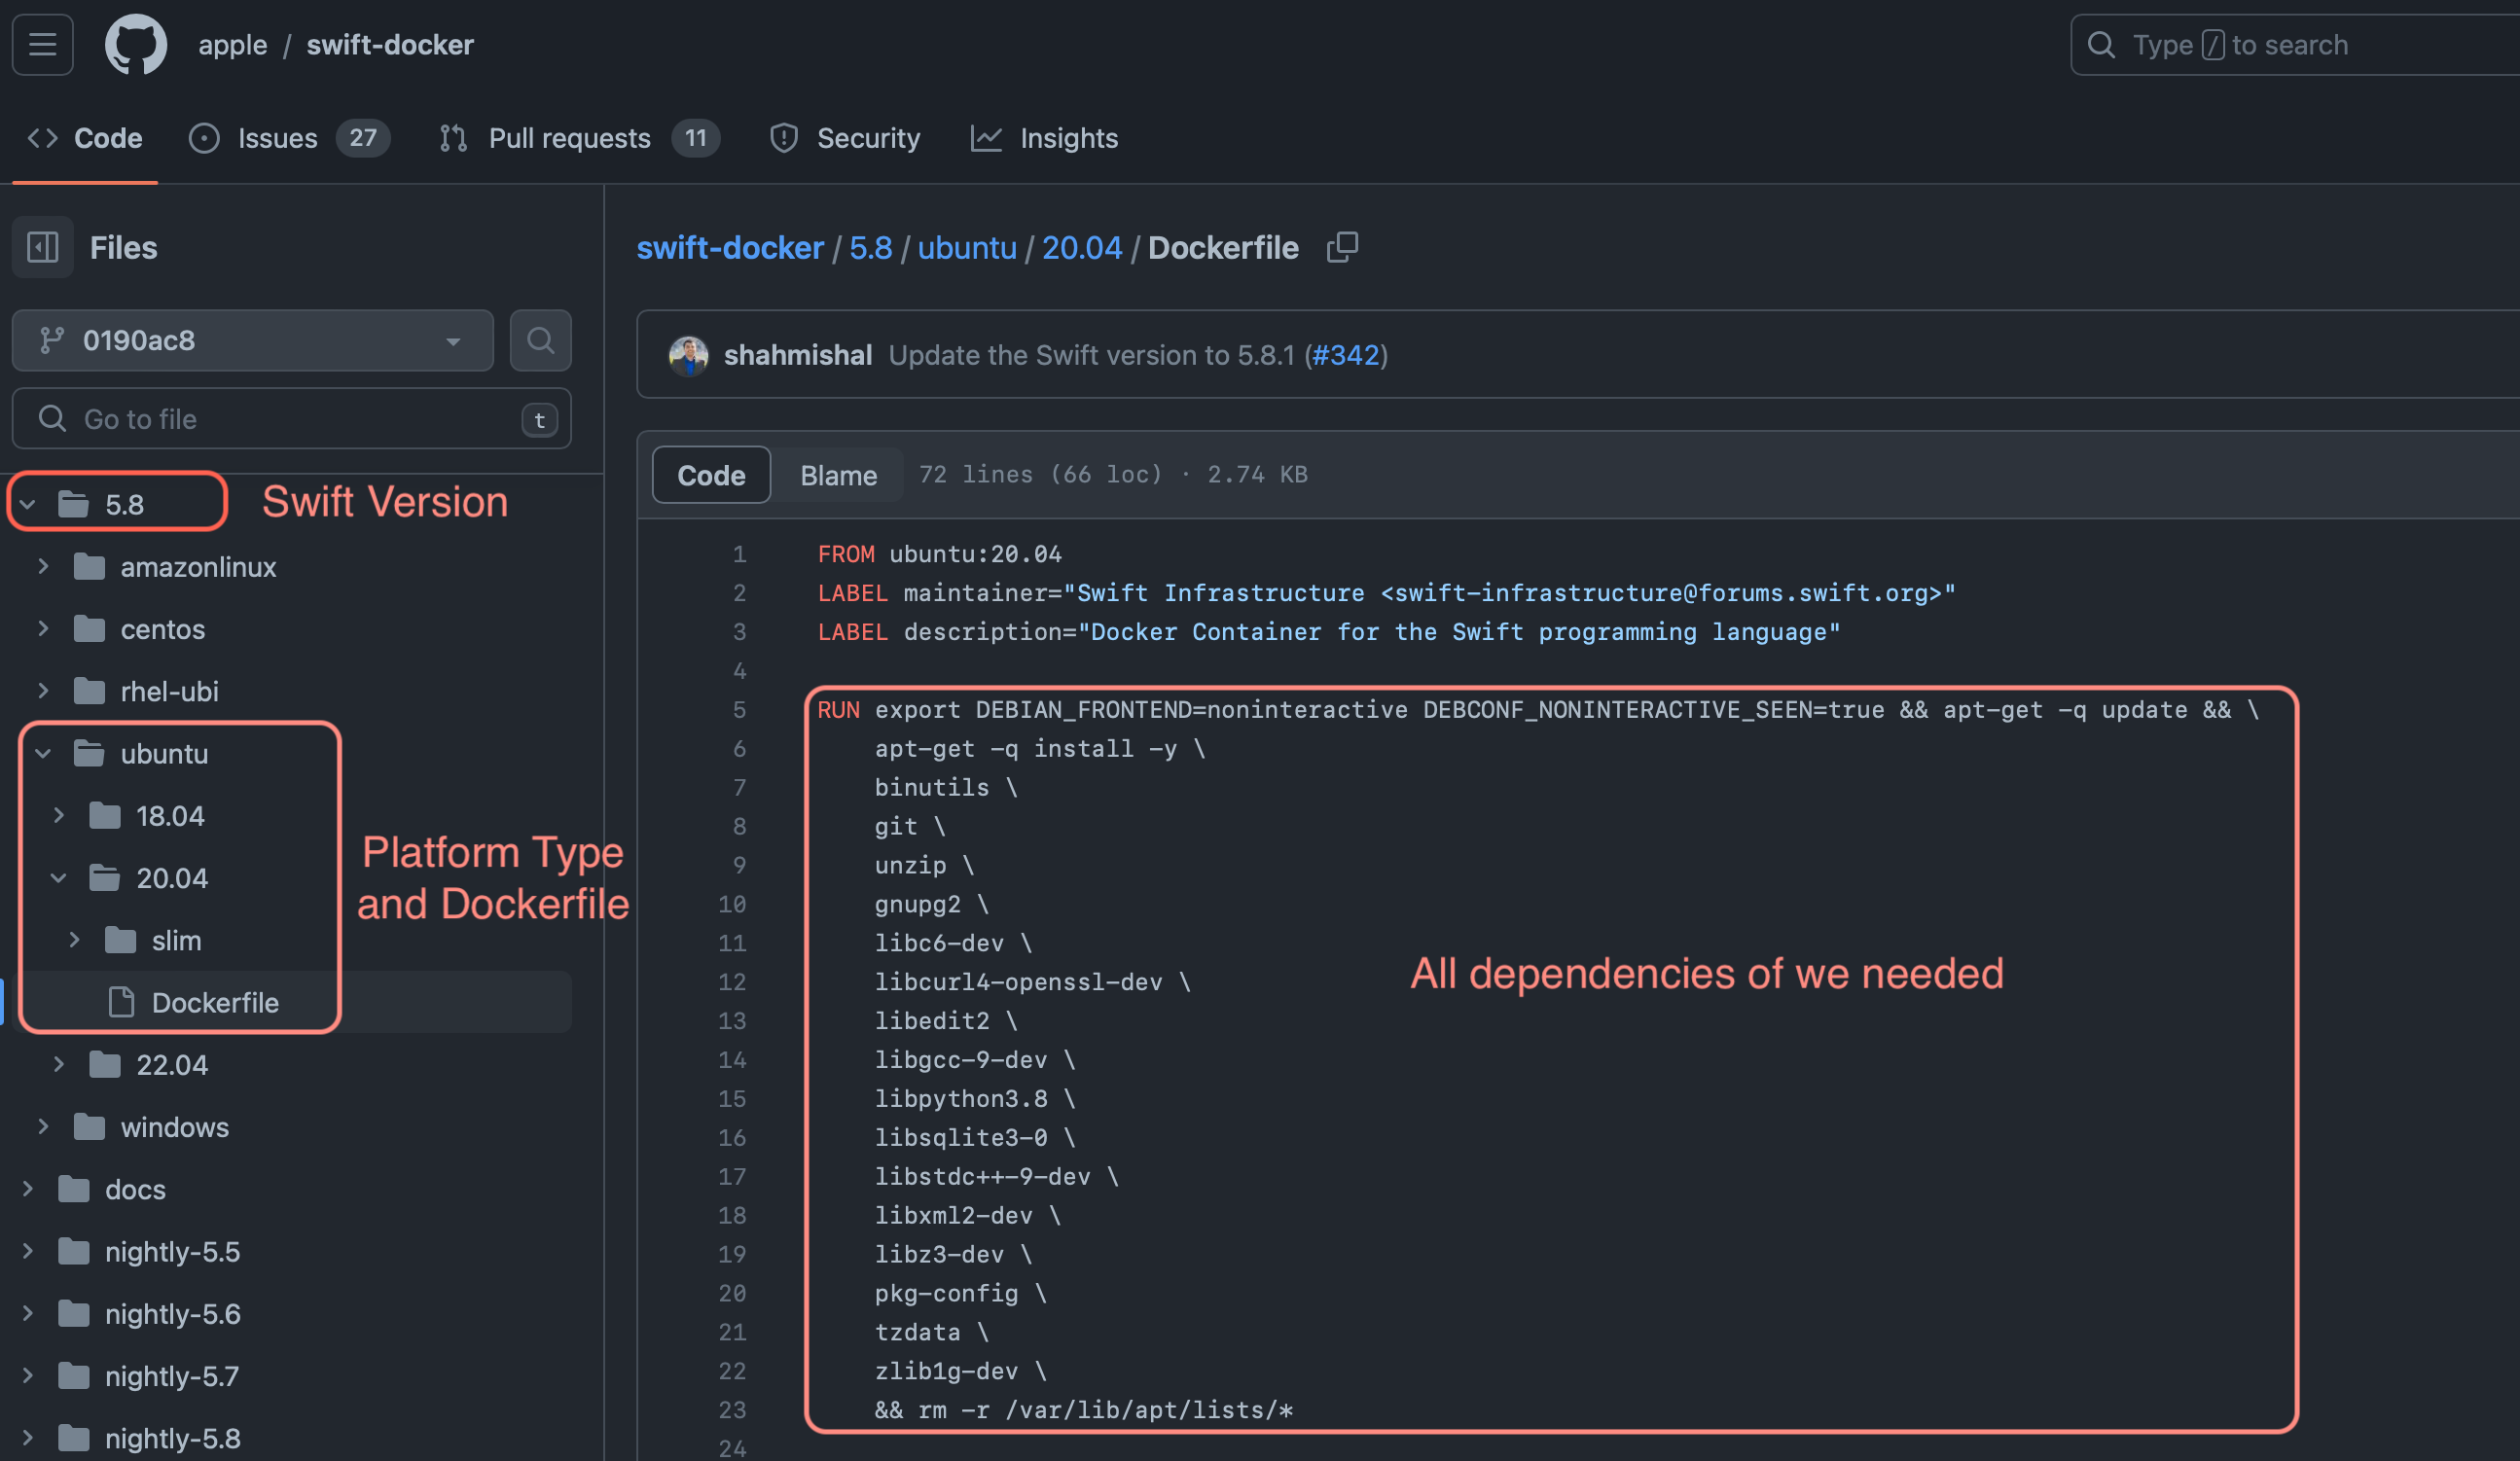 apple / swift-docker
Type / to search
Code
Issues 27
Pull requests 11
Security
Insights
Files
0190ac8
Go to file
t
5.8
Swift Version
amazonlinux
centos
rhel-ubi
ubuntu
18.04
20.04
slim
Dockerfile
Platform Type
and Dockerfile
22.04
windows
docs
nightly-5.5
nightly-5.6
nightly-5.7
nightly-5.8
swift-docker / 5.8 / ubuntu / 20.04 / Dockerfile
shahmishal Update the Swift version to 5.8.1 (#342)
Code Blame 72 lines (66 loc) · 2.74 KB
1 FROM ubuntu:20.04
2 LABEL maintainer="Swift Infrastructure <swift-infrastructure@forums.swift.org>"
3 LABEL description="Docker Container for the Swift programming language"
4
5 RUN export DEBIAN_FRONTEND=noninteractive DEBCONF_NONINTERACTIVE_SEEN=true && apt-get -q update && \
6 apt-get -q install -y \
7 binutils \
8 git \
9 unzip \
10 gnupg2 \
11 libc6-dev \
12 libcurl4-openssl-dev \
13 libedit2 \
14 libgcc-9-dev \
15 libpython3.8 \
16 libsqlite3-0 \
17 libstdc++-9-dev \
18 libxml2-dev \
19 libz3-dev \
20 pkg-config \
21 tzdata \
22 zlib1g-dev \
23 && rm -r /var/lib/apt/lists/*
24
All dependencies of we needed